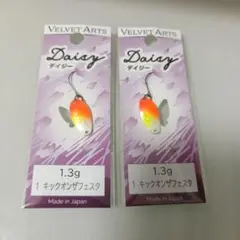 VELVET ARTS
Daisy
デイジー
1.3g
1 キックオンザフェスタ
Made in Japan
VELVET ARTS
Daisy
デイジー
1.3g
1 キックオンザフェスタ
Made in Japan